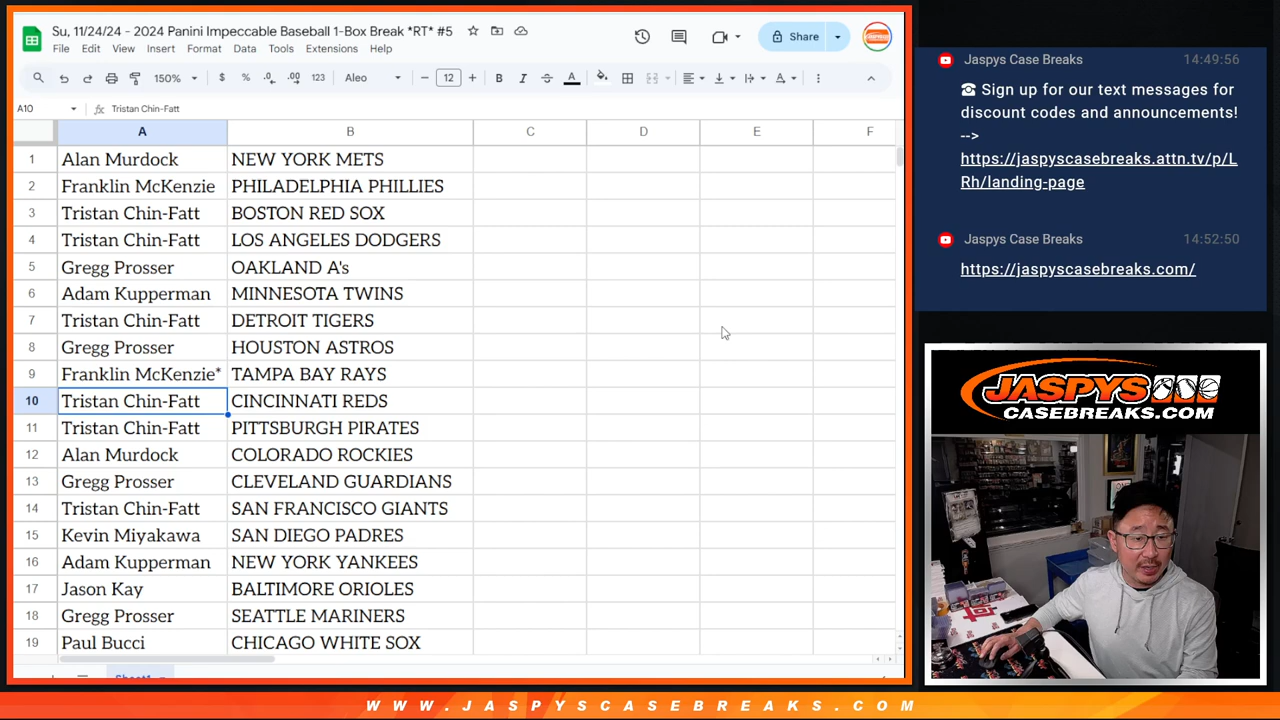 Su, 11/24/24 - 2024 Panini Impeccable Baseball 1-Box Break *RT* #5
File Edit View Insert Format Data Tools Extensions Help
Share
150% $ % .0 .00 123 Aleo 12 B I A
A10 fx Tristan Chin-Fatt
A B C D E F
1 Alan Murdock NEW YORK METS
2 Franklin McKenzie PHILADELPHIA PHILLIES
3 Tristan Chin-Fatt BOSTON RED SOX
4 Tristan Chin-Fatt LOS ANGELES DODGERS
5 Gregg Prosser OAKLAND A's
6 Adam Kupperman MINNESOTA TWINS
7 Tristan Chin-Fatt DETROIT TIGERS
8 Gregg Prosser HOUSTON ASTROS
9 Franklin McKenzie* TAMPA BAY RAYS
10 Tristan Chin-Fatt CINCINNATI REDS
11 Tristan Chin-Fatt PITTSBURGH PIRATES
12 Alan Murdock COLORADO ROCKIES
13 Gregg Prosser CLEVELAND GUARDIANS
14 Tristan Chin-Fatt SAN FRANCISCO GIANTS
15 Kevin Miyakawa SAN DIEGO PADRES
16 Adam Kupperman NEW YORK YANKEES
17 Jason Kay BALTIMORE ORIOLES
18 Gregg Prosser SEATTLE MARINERS
19 Paul Bucci CHICAGO WHITE SOX
Sheet1
Jaspys Case Breaks 14:49:56
☎ Sign up for our text messages for
discount codes and announcements!
-->
https://jaspyscasebreaks.attn.tv/p/L
Rh/landing-page
Jaspys Case Breaks 14:52:50
https://jaspyscasebreaks.com/
JASPYS
CASEBREAKS.COM
WWW.JASPYSCASEBREAKS.COM